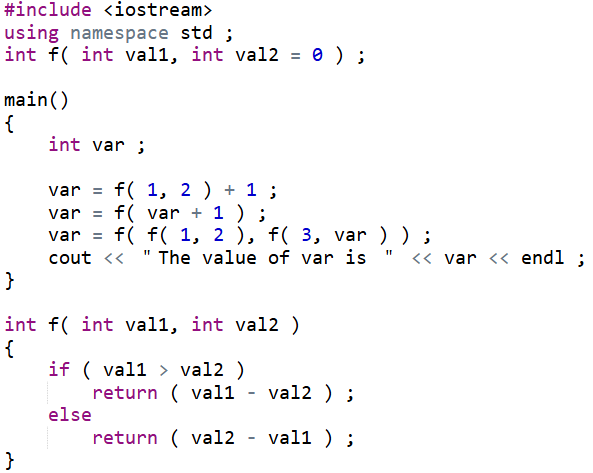 #include <iostream>
using namespace std ;
int f( int val1, int val2 = 0 ) ;
main()
{
int var ;
var = f( 1, 2 ) + 1 ;
var = f( var + 1 ) ;
var = f( f( 1, 2 ), f( 3, var ) ) ;
cout << " The value of var is " << var << endl ;
}
int f( int val1, int val2 )
{
if ( val1 > val2 )
return ( val1 - val2 ) ;
else
return ( val2 - val1 ) ;
}